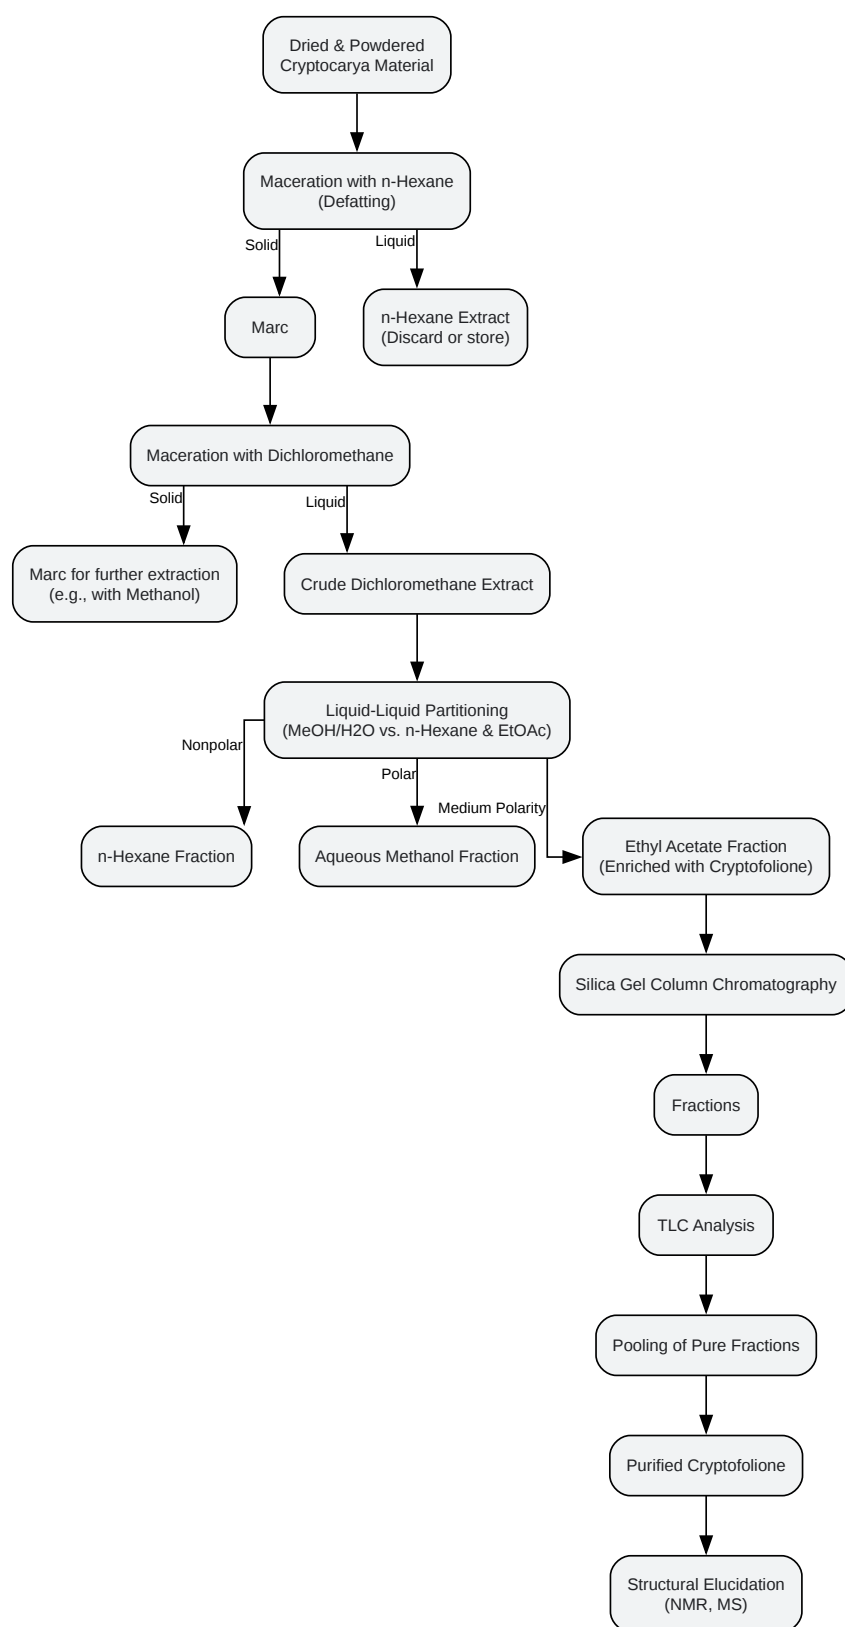 Dried & Powdered
Cryptocarya Material
Maceration with n-Hexane
(Defatting)
Solid
Liquid
Marc
n-Hexane Extract
(Discard or store)
Maceration with Dichloromethane
Solid
Liquid
Marc for further extraction
(e.g., with Methanol)
Crude Dichloromethane Extract
Liquid-Liquid Partitioning
(MeOH/H2O vs. n-Hexane & EtOAc)
Nonpolar
Polar
Medium Polarity
n-Hexane Fraction
Aqueous Methanol Fraction
Ethyl Acetate Fraction
(Enriched with Cryptofolione)
Silica Gel Column Chromatography
Fractions
TLC Analysis
Pooling of Pure Fractions
Purified Cryptofolione
Structural Elucidation
(NMR, MS)